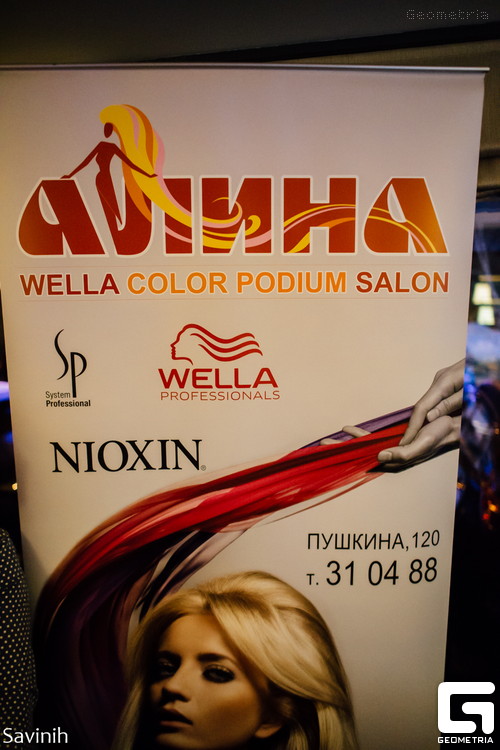 Geometria
АЛИНА
WELLA COLOR PODIUM SALON
Sp
System
Professional
WELLA
PROFESSIONALS
NIOXIN
ПУШКИНА,120
т. 31 04 88
Savinih
GEOMETRIA